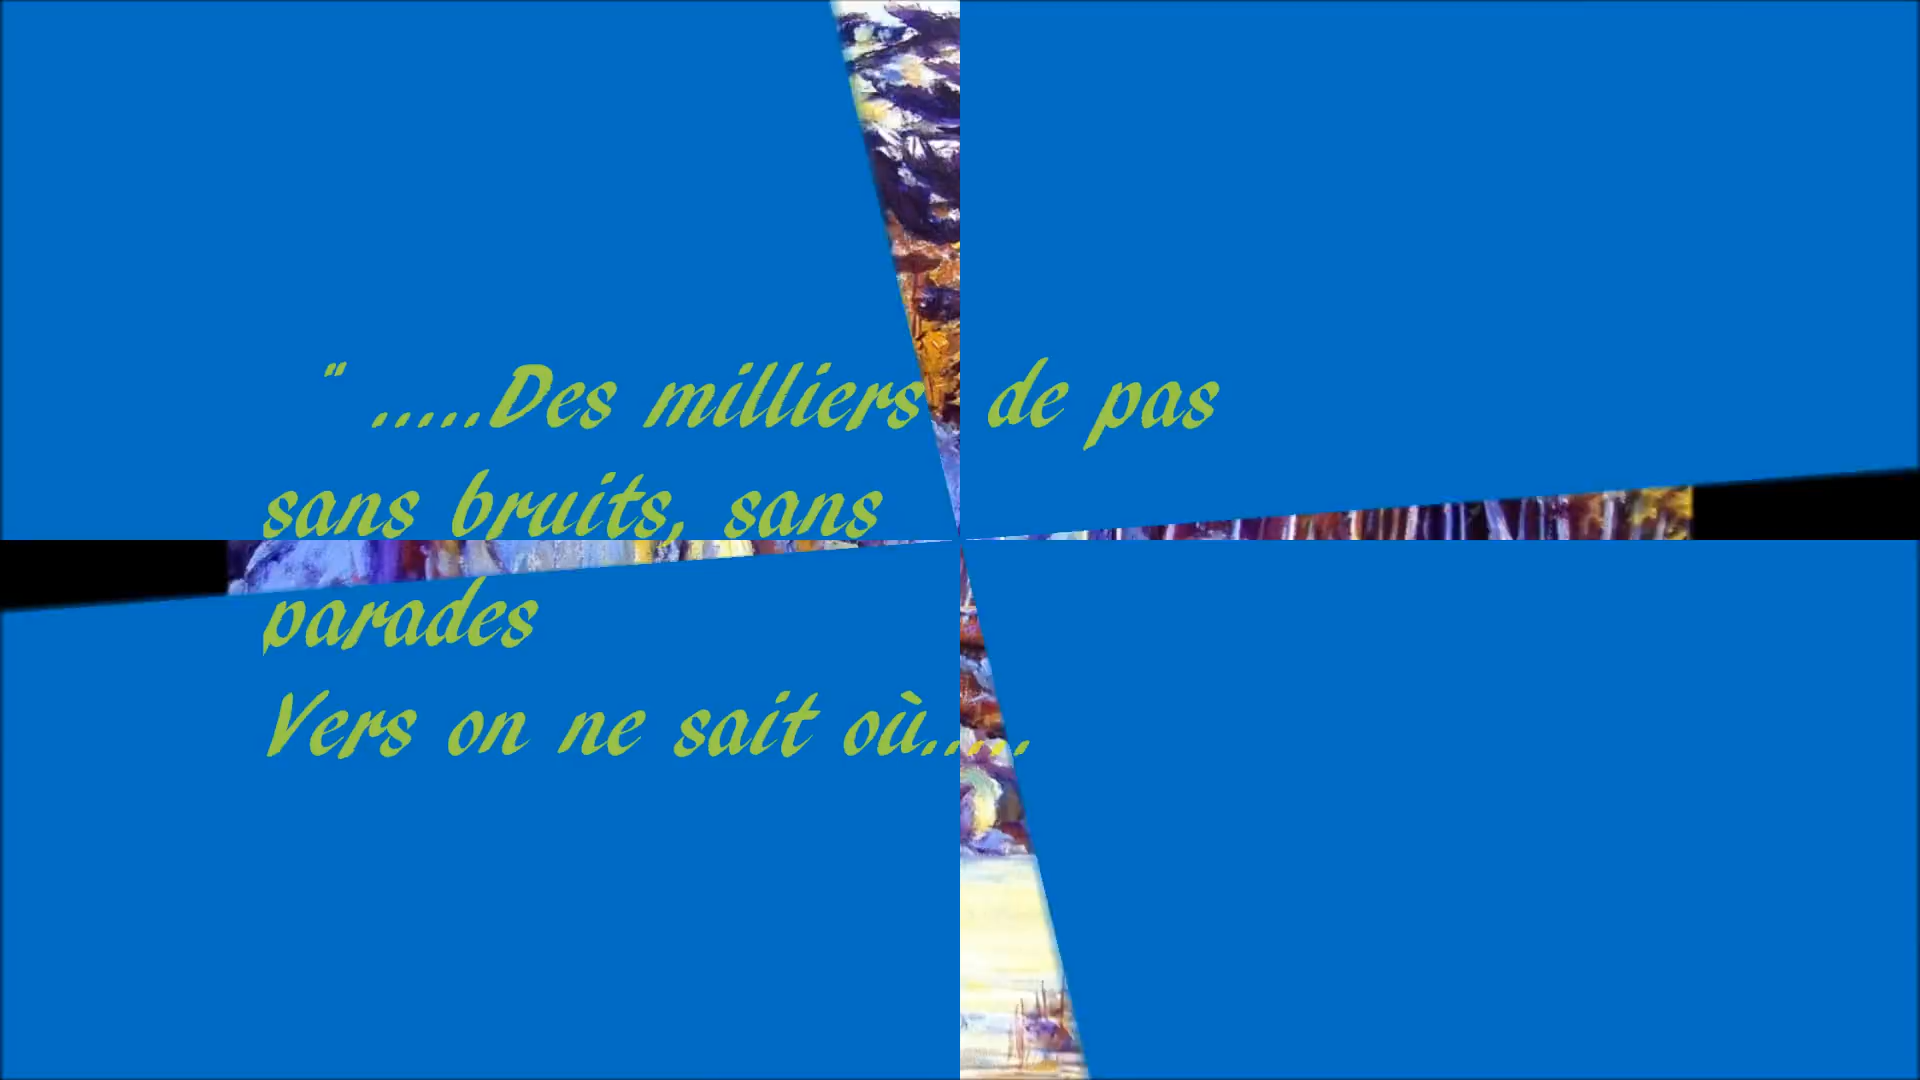 " .....Des milliers de pas
sans bruits, sans
parades
Vers on ne sait où.....